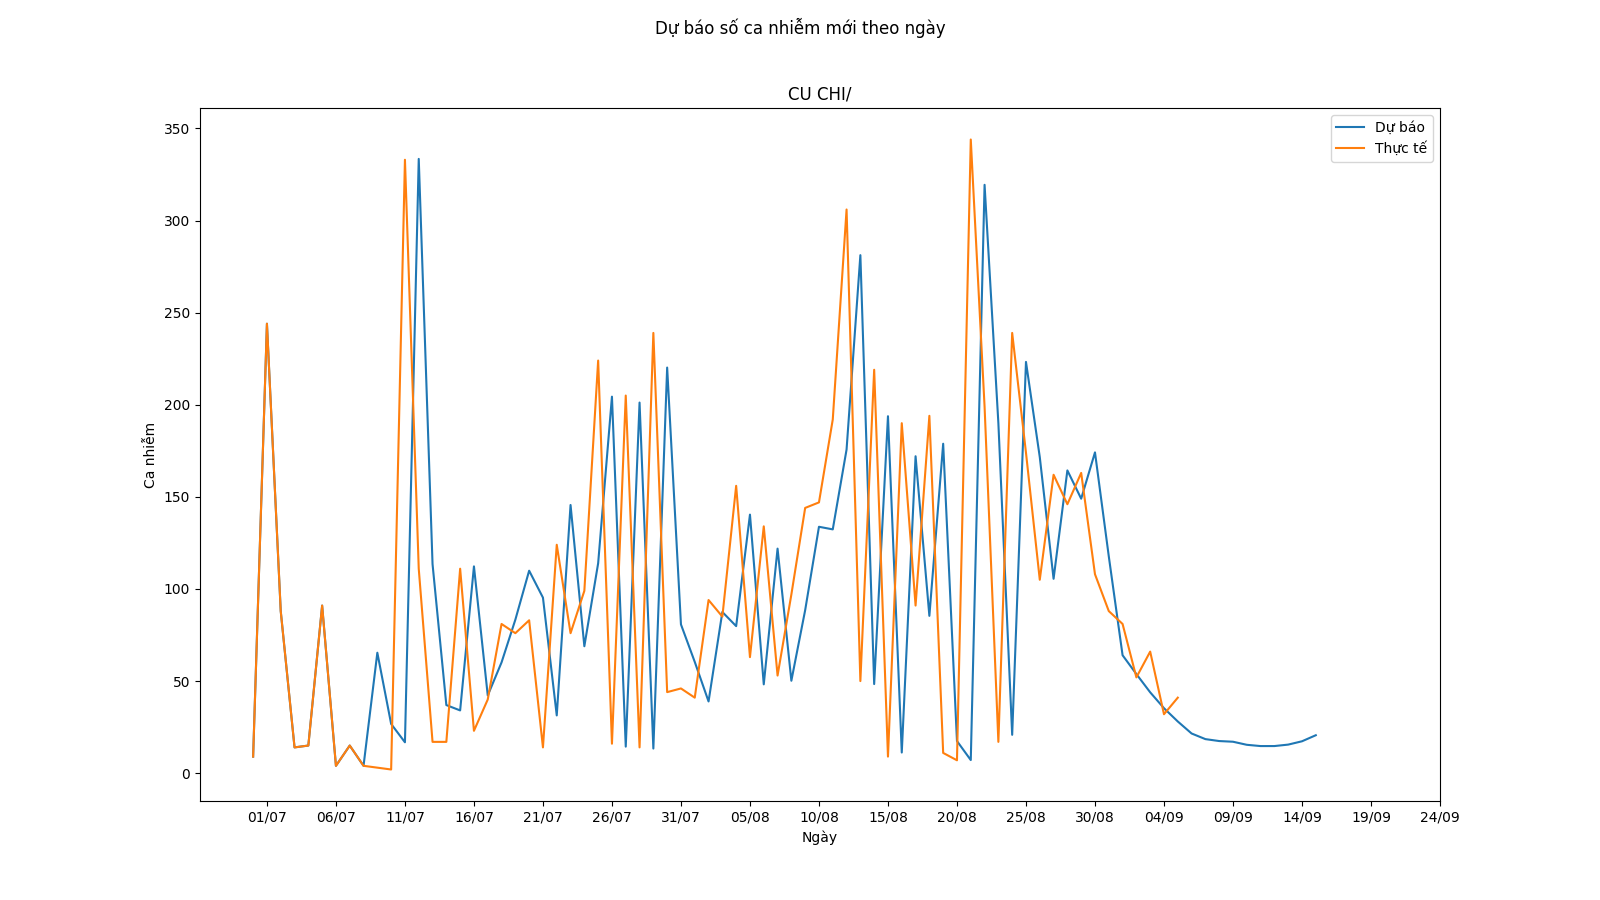 Dự báo số ca nhiễm mới theo ngày
CU CHI/
Dự báo
Thực tế
350
300
250
200
150
100
50
0
Ca nhiễm
01/07 06/07 11/07 16/07 21/07 26/07 31/07 05/08 10/08 15/08 20/08 25/08 30/08 04/09 09/09 14/09 19/09 24/09
Ngày